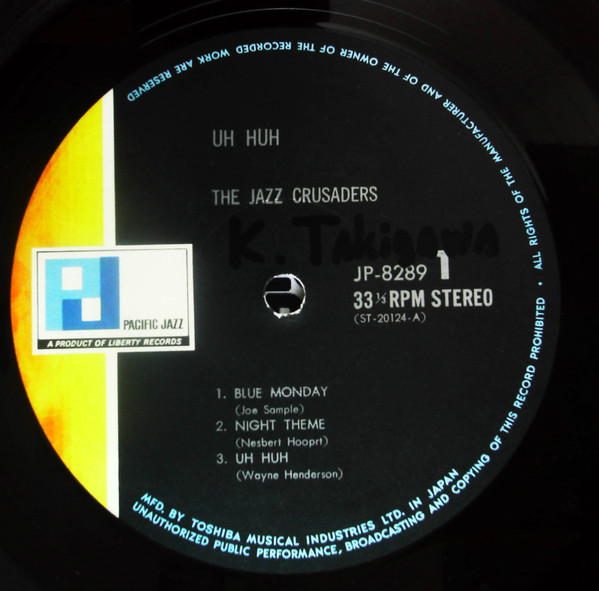 UH HUH
THE JAZZ CRUSADERS
K. Takigawa
JP-8289 1
33 ⅓ RPM STEREO
(ST-20124-A)
PJ
PACIFIC JAZZ
A PRODUCT OF LIBERTY RECORDS
1. BLUE MONDAY
(Joe Sample)
2. NIGHT THEME
(Nesbert Hooprt)
3. UH HUH
(Wayne Henderson)
MFD. BY TOSHIBA MUSICAL INDUSTRIES LTD. IN JAPAN
UNAUTHORIZED PUBLIC PERFORMANCE, BROADCASTING AND COPYING OF THIS RECORD PROHIBITED • ALL RIGHTS OF THE MANUFACTURER AND OF THE OWNER OF THE RECORDED WORK ARE RESERVED